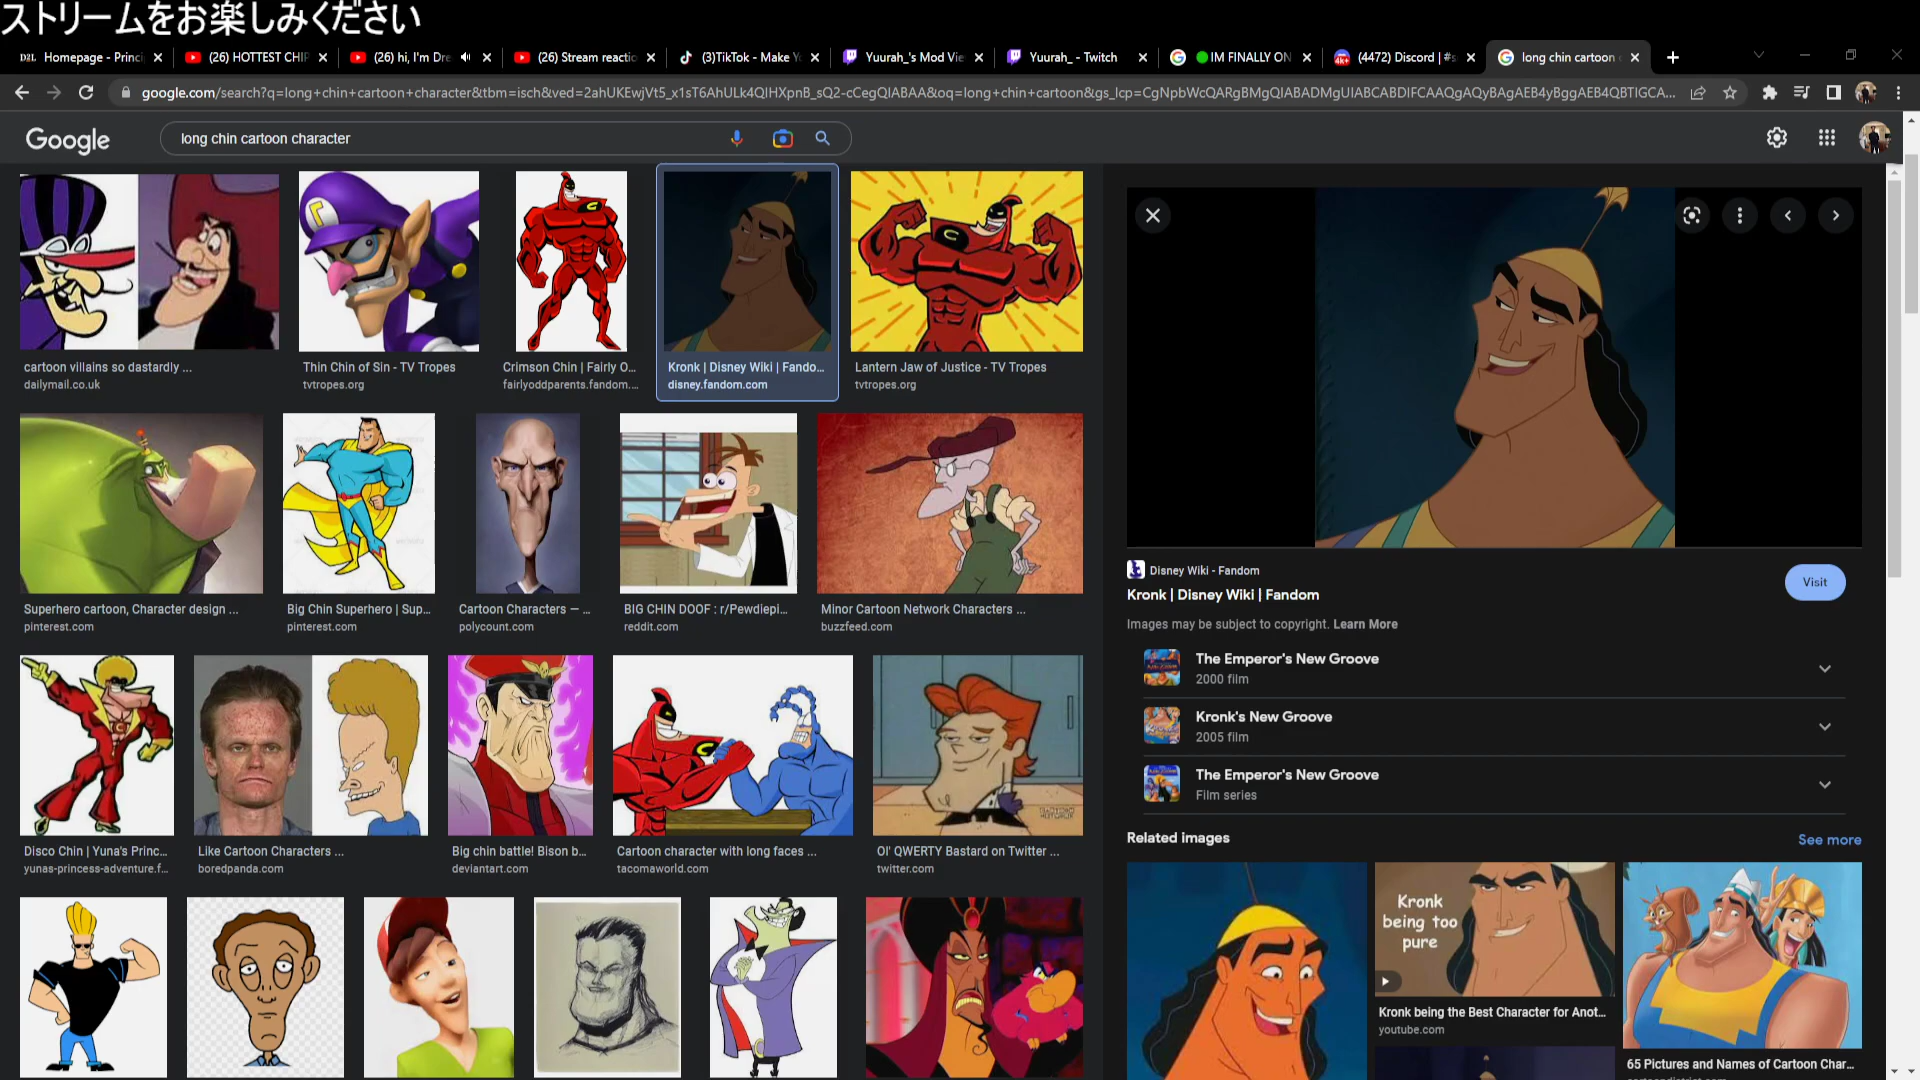 ストリームをお楽しみください
D2L Homepage - Princi
(26) HOTTEST CHIP
(26) hi, I'm Dre
(26) Stream reactio
(3)TikTok - Make Yo
Yuurah_'s Mod Vie
Yuurah_ - Twitch
IM FINALLY ON
(4472) Discord | #s
long chin cartoon
google.com/search?q=long+chin+cartoon+character&tbm=isch&ved=2ahUKEwjVt5_x1sT6AhULk4QIHXpnB_sQ2-cCegQIABAA&oq=long+chin+cartoon&gs_lcp=CgNpbWcQARgBMgQIABADMgUIABCABDIFCAAQgAQyBAgAEB4yBggAEB4QBTIGCA...
Google
long chin cartoon character
cartoon villains so dastardly ...
dailymail.co.uk
Thin Chin of Sin - TV Tropes
tvtropes.org
Crimson Chin | Fairly O...
fairlyoddparents.fandom....
Kronk | Disney Wiki | Fando...
disney.fandom.com
Lantern Jaw of Justice - TV Tropes
tvtropes.org
Superhero cartoon, Character design ...
pinterest.com
Big Chin Superhero | Sup...
pinterest.com
Cartoon Characters — ...
polycount.com
BIG CHIN DOOF : r/Pewdiepi...
reddit.com
Minor Cartoon Network Characters ...
buzzfeed.com
Disco Chin | Yuna's Princ...
yunas-princess-adventure.f...
Like Cartoon Characters ...
boredpanda.com
Big chin battle! Bison b...
deviantart.com
Cartoon character with long faces ...
tacomaworld.com
Ol' QWERTY Bastard on Twitter ...
twitter.com
Disney Wiki - Fandom
Kronk | Disney Wiki | Fandom
Visit
Images may be subject to copyright. Learn More
The Emperor's New Groove
2000 film
Kronk's New Groove
2005 film
The Emperor's New Groove
Film series
Related images
See more
Kronk
being too
pure
Kronk being the Best Character for Anot...
youtube.com
65 Pictures and Names of Cartoon Char...